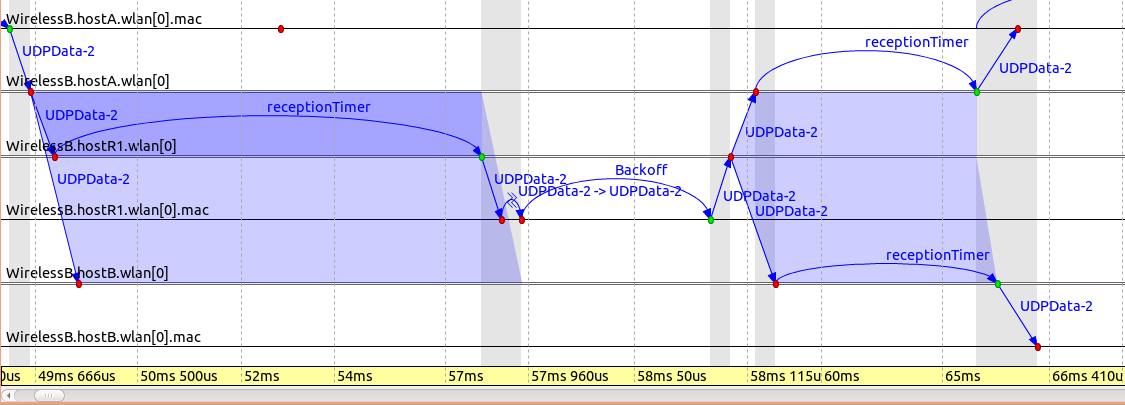 WirelessB.hostA.wlan[0].mac
receptionTimer
UDPData-2
UDPData-2
WirelessB.hostA.wlan[0]
receptionTimer
UDPData-2
UDPData-2
WirelessB.hostR1.wlan[0]
Backoff
UDPData-2
UDPData-2
UDPData-2 -> UDPData-2
UDPData-2
WirelessB.hostR1.wlan[0].mac
UDPData-2
receptionTimer
WirelessB.hostB.wlan[0]
UDPData-2
WirelessB.hostB.wlan[0].mac
0us 49ms 666us 50ms 500us 52ms 54ms 57ms 57ms 960us 58ms 50us 58ms 115u 60ms 65ms 66ms 410u